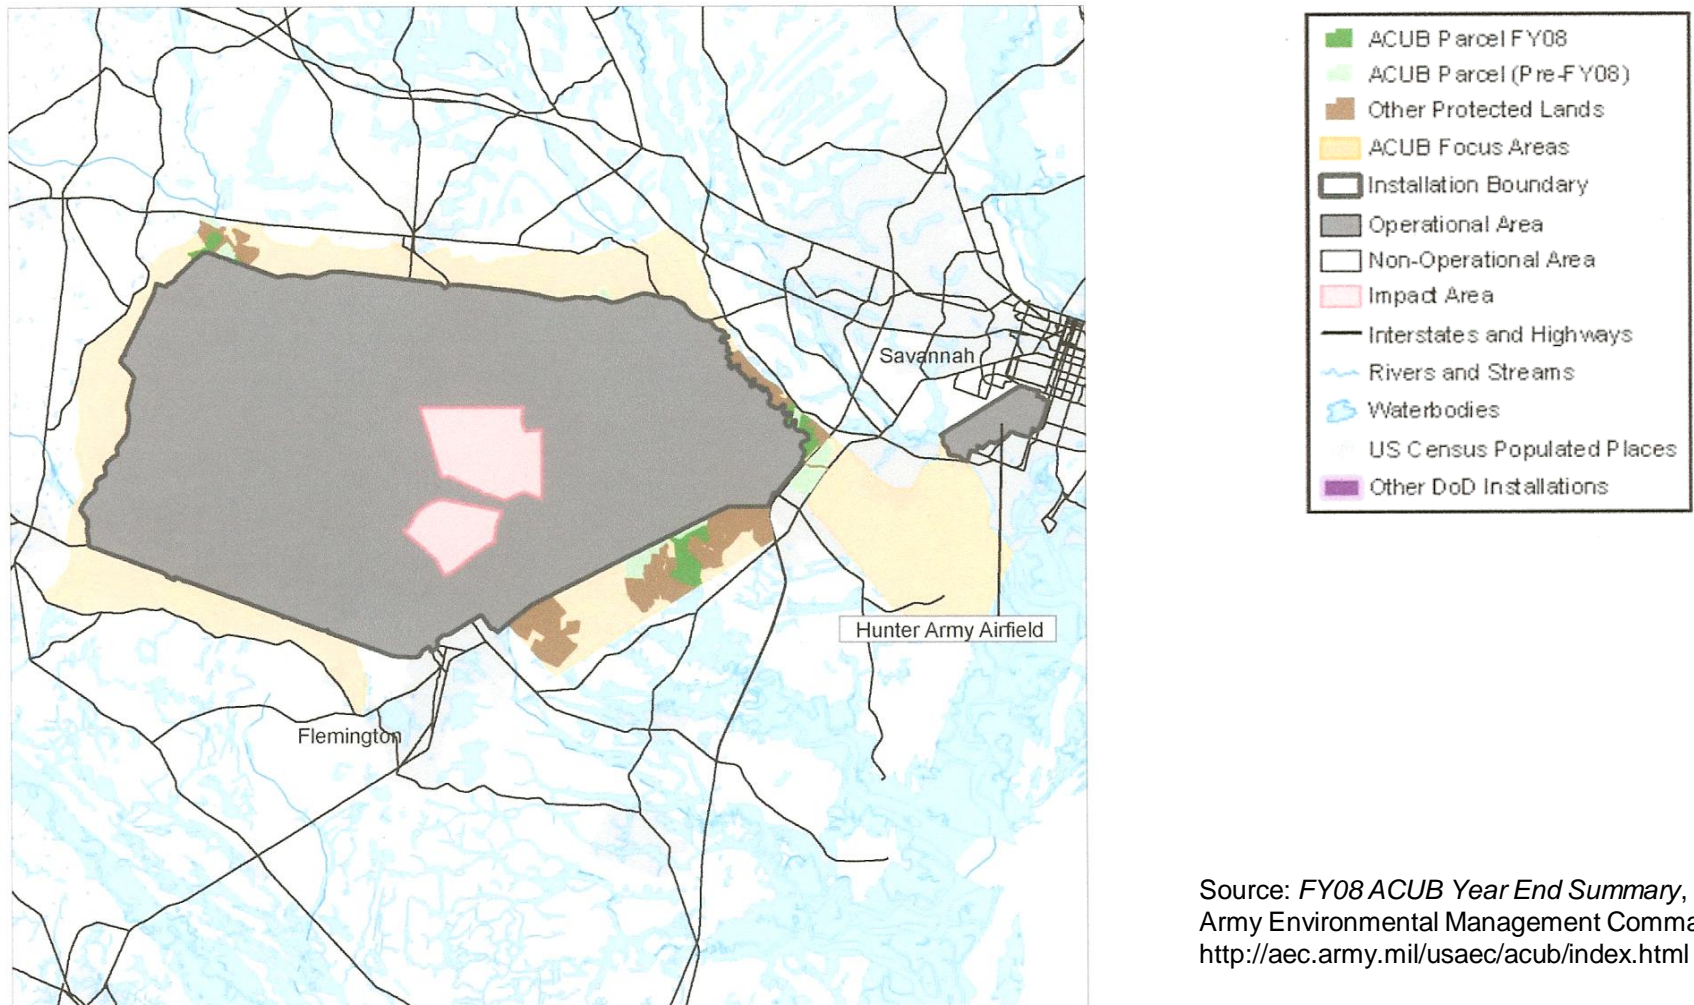 ACUB Parcel FY08
ACUB Parcel (Pre-FY08)
Other Protected Lands
ACUB Focus Areas
Installation Boundary
Operational Area
Non-Operational Area
Impact Area
Interstates and Highways
Rivers and Streams
Waterbodies
US Census Populated Places
Other DoD Installations
Savannah
Hunter Army Airfield
Flemington
Source: FY08 ACUB Year End Summary,
Army Environmental Management Comma
http://aec.army.mil/usaec/acub/index.html